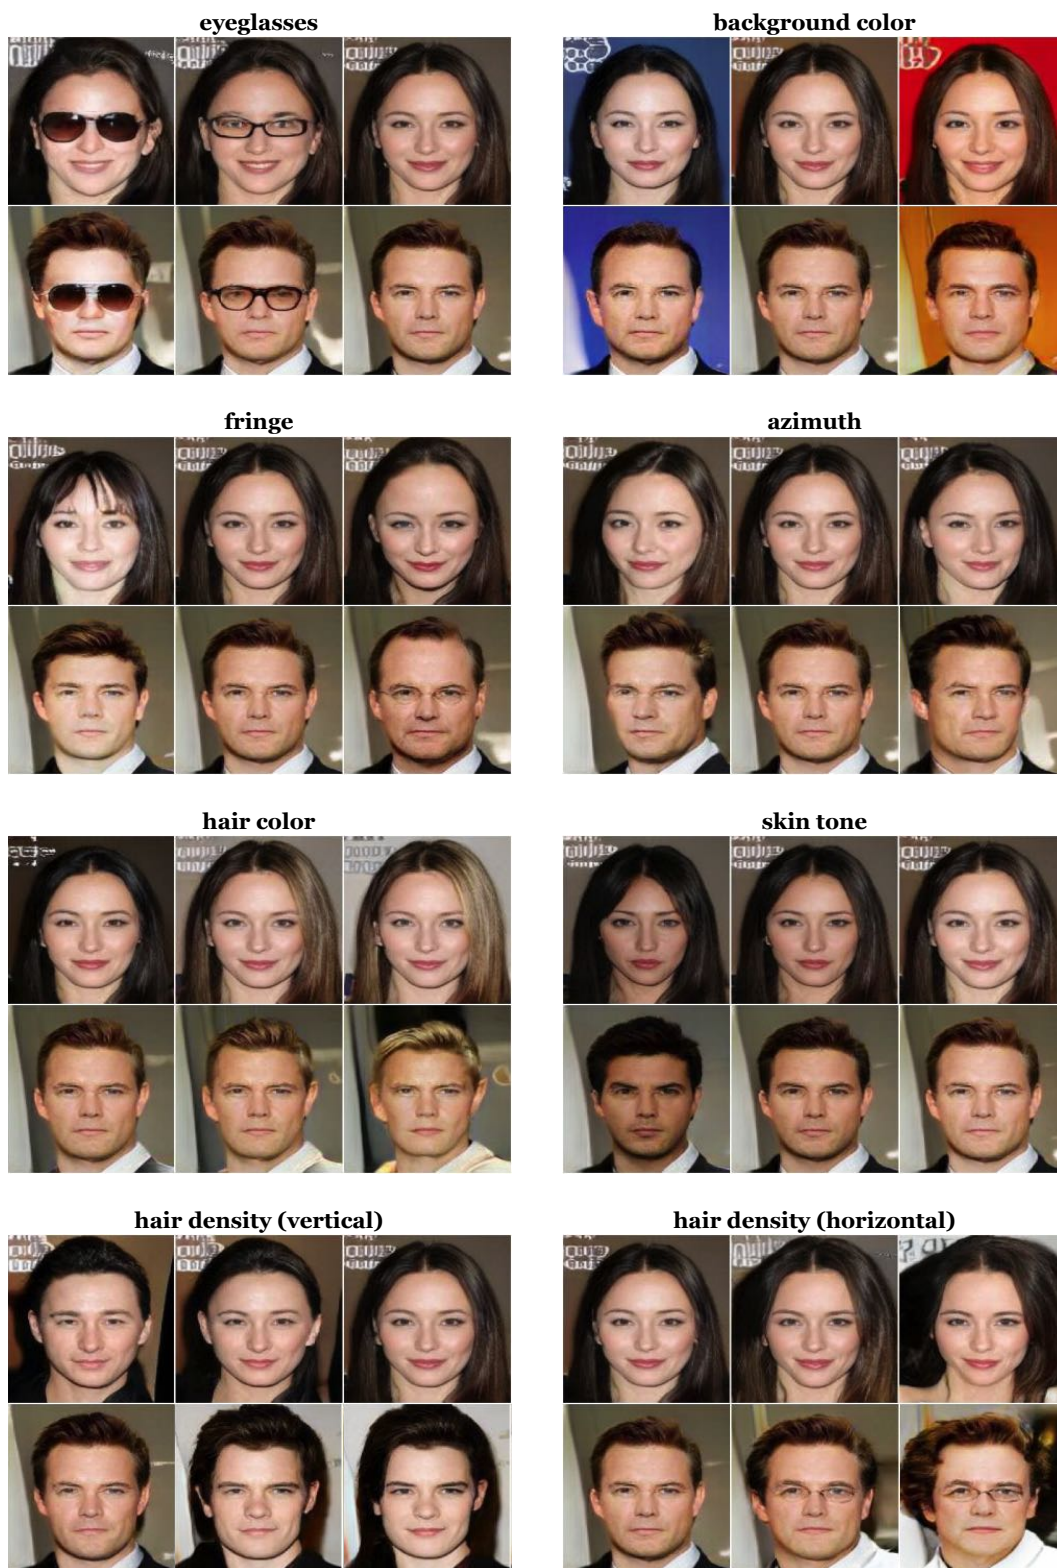 eyeglasses
background color
fringe
azimuth
hair color
skin tone
hair density (vertical)
hair density (horizontal)